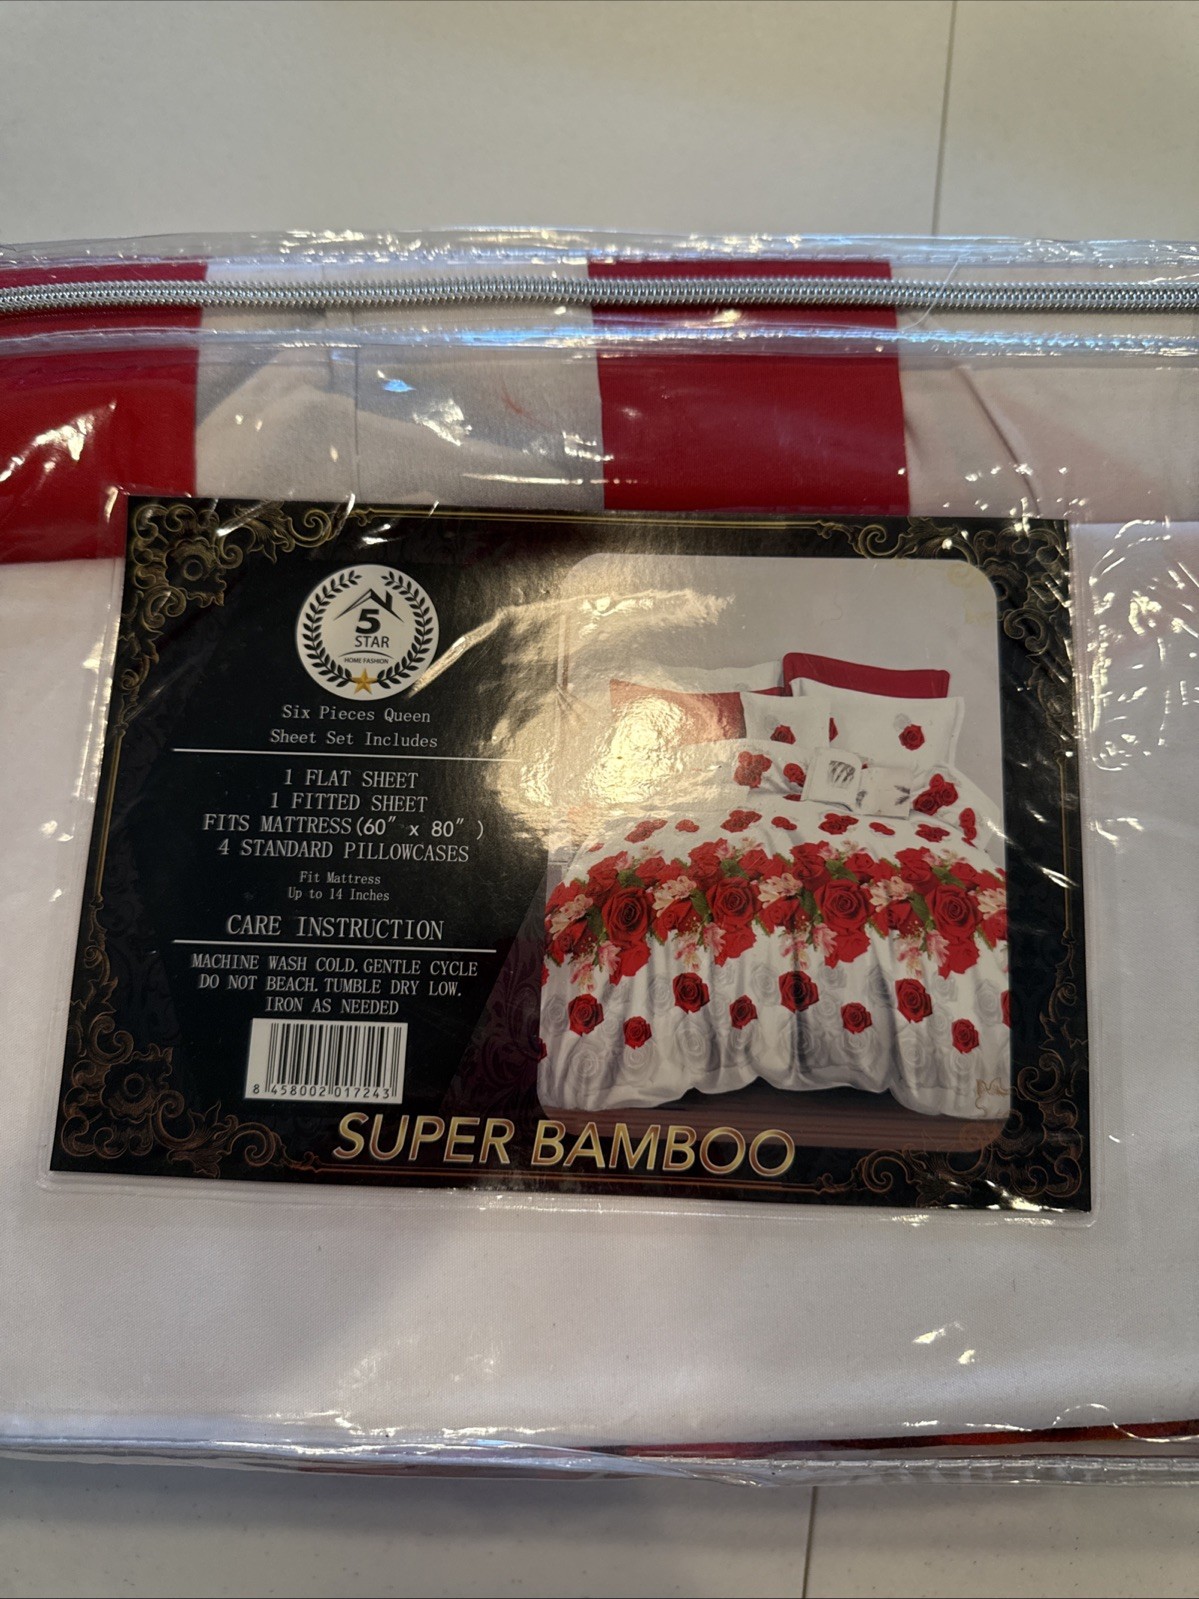 5
STAR
HOME FASHION
Six Pieces Queen
Sheet Set Includes
1 FLAT SHEET
1 FITTED SHEET
FITS MATTRESS(60″ x 80″ )
4 STANDARD PILLOWCASES
Fit Mattress
Up to 14 Inches
CARE INSTRUCTION
MACHINE WASH COLD. GENTLE CYCLE
DO NOT BEACH. TUMBLE DRY LOW.
IRON AS NEEDED
8 458002 017243
SUPER BAMBOO